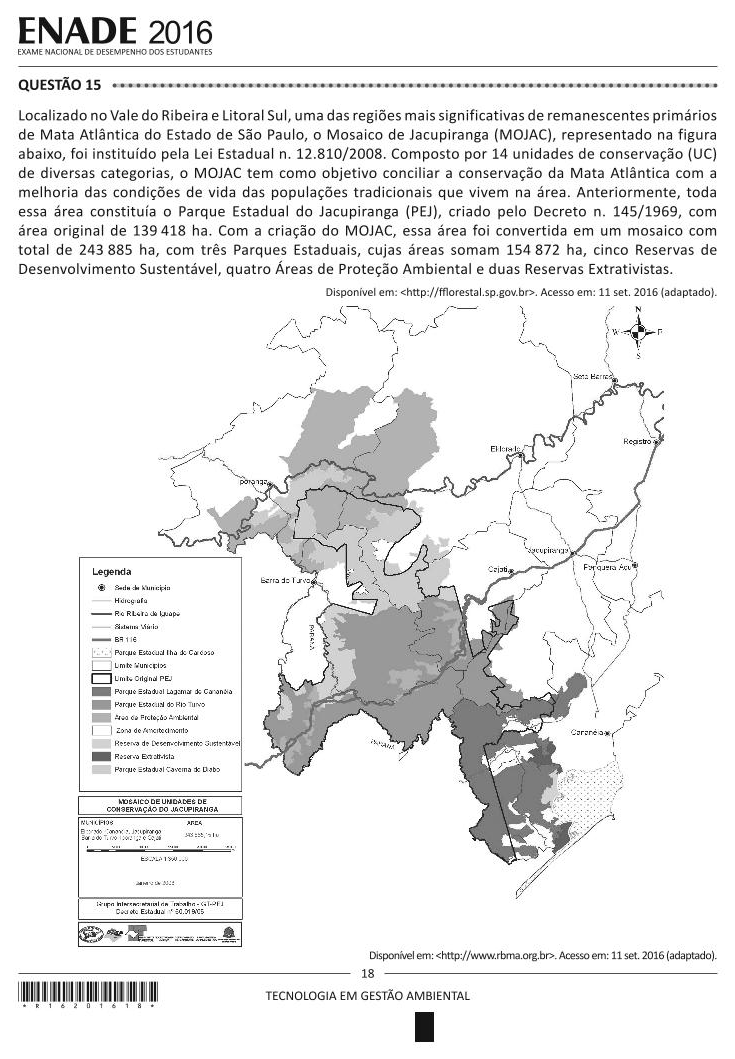 ENADE 2016
EXAME NACIONAL DE DESEMPENHO DOS ESTUDANTES
QUESTÃO 15
Localizado no Vale do Ribeira e Litoral Sul, uma das regiões mais significativas de remanescentes primários
de Mata Atlântica do Estado de São Paulo, o Mosaico de Jacupiranga (MOJAC), representado na figura
abaixo, foi instituído pela Lei Estadual n. 12.810/2008. Composto por 14 unidades de conservação (UC)
de diversas categorias, o MOJAC tem como objetivo conciliar a conservação da Mata Atlântica com a
melhoria das condições de vida das populações tradicionais que vivem na área. Anteriormente, toda
essa área constituía o Parque Estadual do Jacupiranga (PEJ), criado pelo Decreto n. 145/1969, com
área original de 139 418 ha. Com a criação do MOJAC, essa área foi convertida em um mosaico com
total de 243 885 ha, com três Parques Estaduais, cujas áreas somam 154 872 ha, cinco Reservas de
Desenvolvimento Sustentável, quatro Áreas de Proteção Ambiental e duas Reservas Extrativistas.
Disponível em: <http://fflorestal.sp.gov.br>. Acesso em: 11 set. 2016 (adaptado).
N
W
E
S
Sete Barras
Registro
Eldorado
Iporanga
Jacupiranga
Cajati
Pariquera Açu
Barra do Turvo
PARANÁ
PARANÁ
Cananéia
Legenda
Sede de Município
Hidrografia
Rio Ribeira de Iguape
Sistema Viário
BR 116
Parque Estadual Ilha do Cardoso
Limite Municípios
Limite Original PEJ
Parque Estadual Lagamar de Cananéia
Parque Estadual do Rio Turvo
Área de Proteção Ambiental
Zona de Amortecimento
Reserva de Desenvolvimento Sustentável
Reserva Extrativista
Parque Estadual Caverna do Diabo
MOSAICO DE UNIDADES DE
CONSERVAÇÃO DO JACUPIRANGA
MUNICÍPIOS ÁREA
Eldorado, Cananéia, Jacupiranga
Barra do Turvo, Iporanga e Cajati
ESCALA
Janeiro de
Grupo Intersecretarial de Trabalho - GT-PEJ
Decreto Estadual n° 50.019/05
Disponível em: <http://www.rbma.org.br>. Acesso em: 11 set. 2016 (adaptado).
18
TECNOLOGIA EM GESTÃO AMBIENTAL
* R 1 6 2 0 1 6 1 8 *